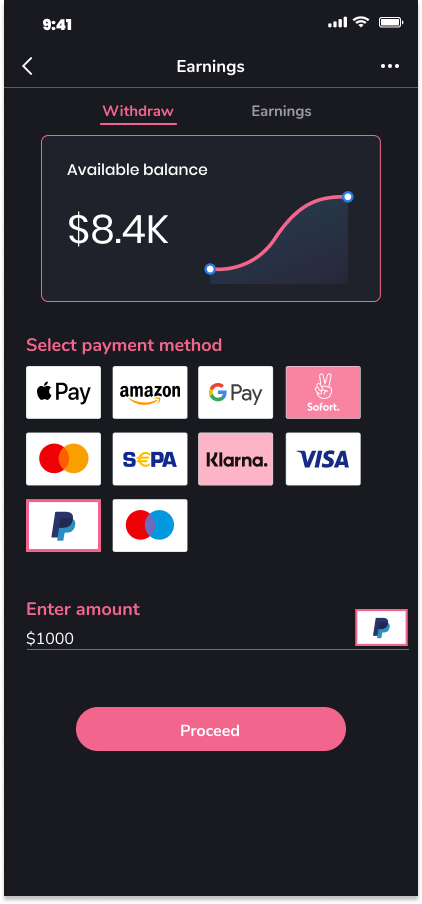 9:41
Earnings
Withdraw Earnings
Available balance
$8.4K
Select payment method
Pay amazon G Pay Sofort.
S€PA Klarna. VISA
Enter amount
$1000
Proceed